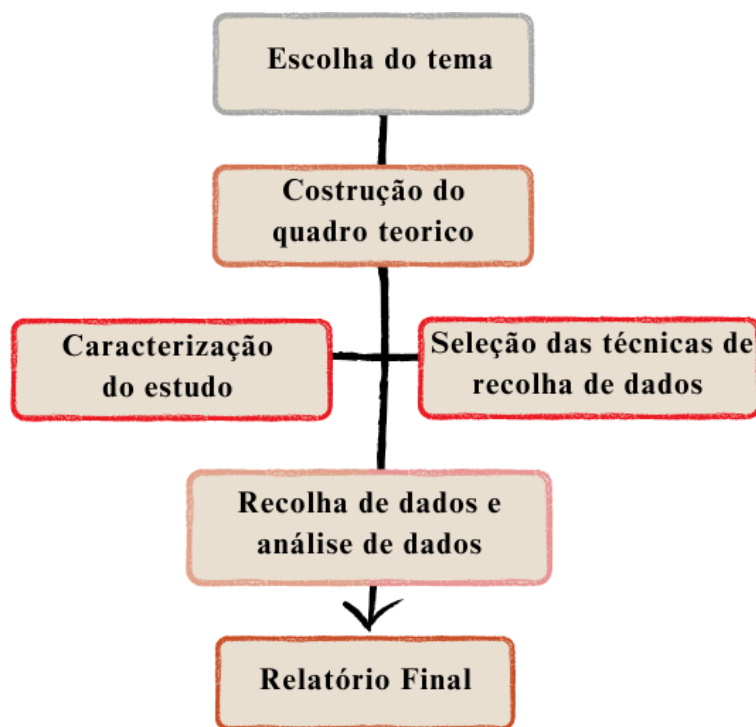 Escolha do tema
Costrução do
quadro teorico
Caracterização
do estudo
Seleção das técnicas de
recolha de dados
Recolha de dados e
análise de dados
Relatório Final